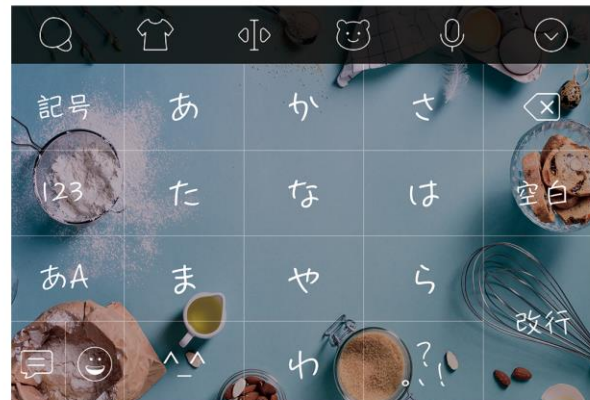 記号 あ か さ
123 た な は 空白
あA ま や ら 改行
^_^ わ 。?!、